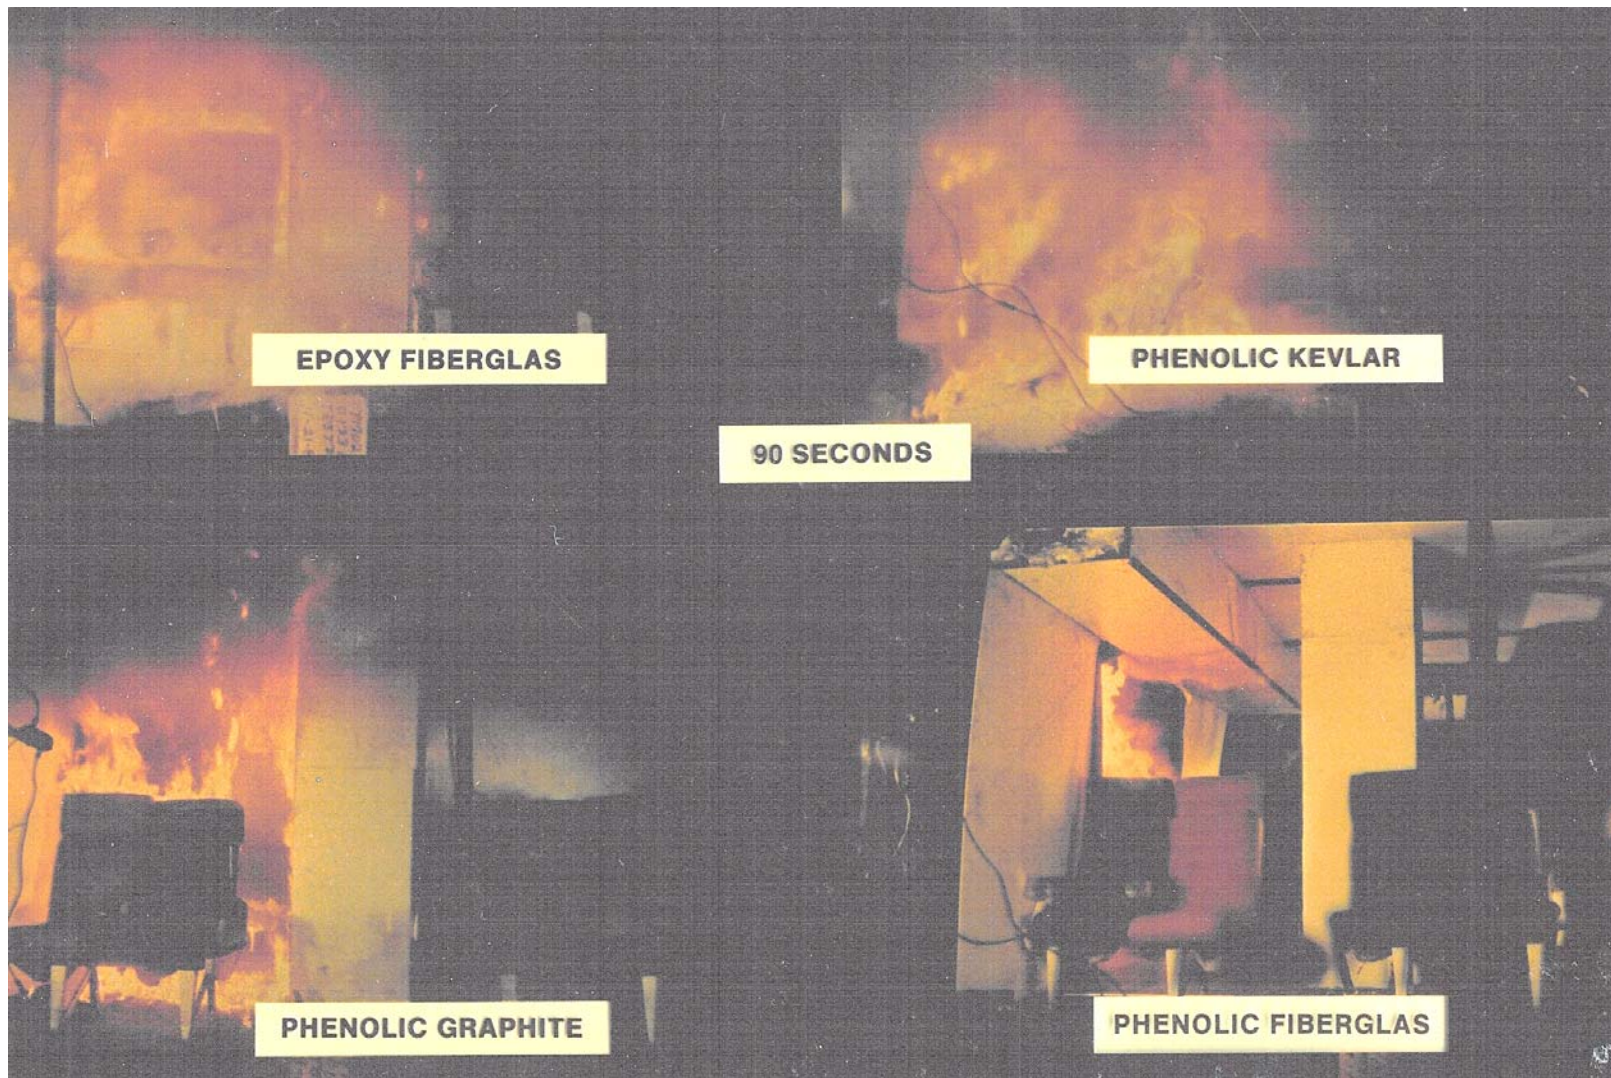 EPOXY FIBERGLAS
PHENOLIC KEVLAR
90 SECONDS
PHENOLIC GRAPHITE
PHENOLIC FIBERGLAS